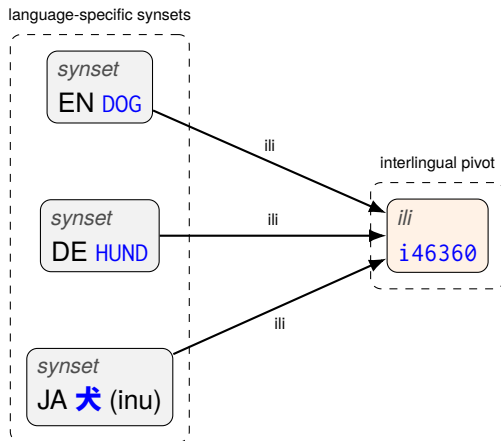 language-specific synsets
synset
EN DOG
ili
interlingual pivot
synset
DE HUND
ili
ili
i46360
ili
synset
JA 犬 (inu)